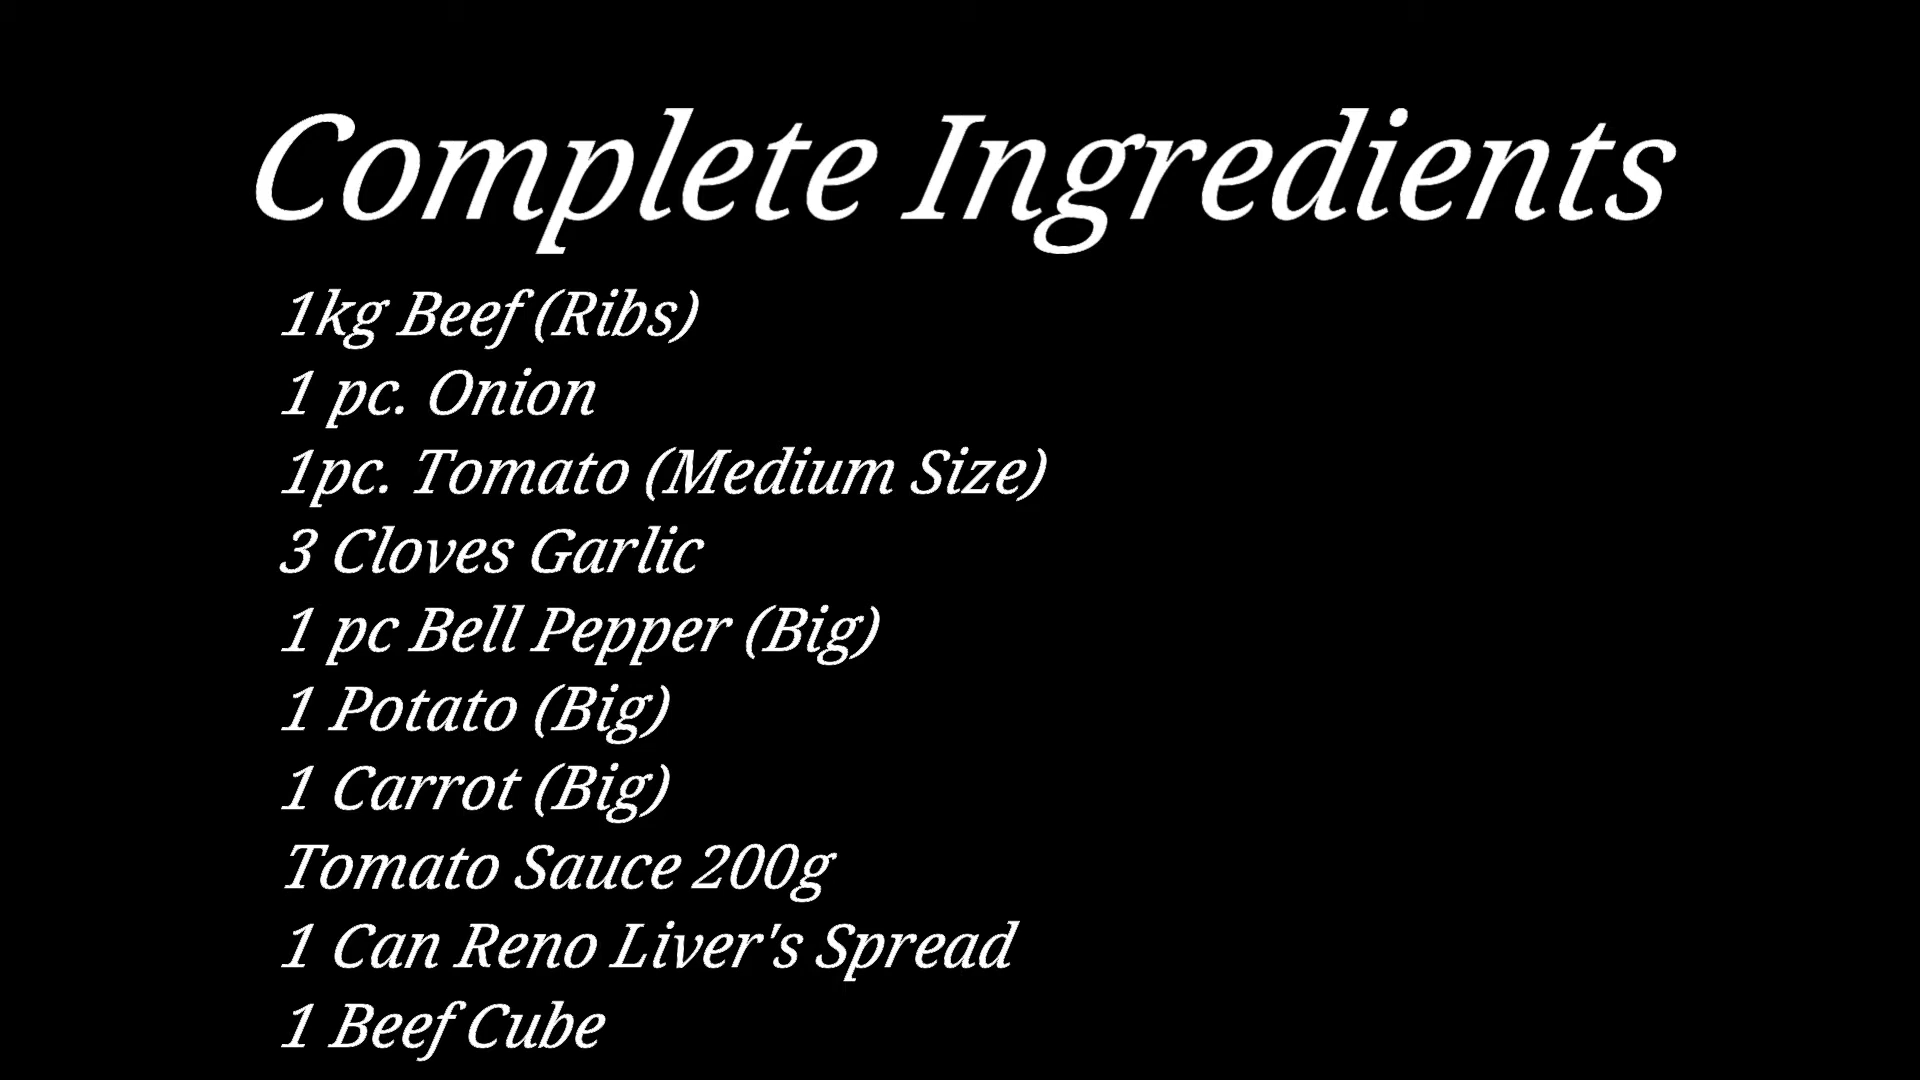 Complete Ingredients
1kg Beef (Ribs)
1 pc. Onion
1pc. Tomato (Medium Size)
3 Cloves Garlic
1 pc Bell Pepper (Big)
1 Potato (Big)
1 Carrot (Big)
Tomato Sauce 200g
1 Can Reno Liver's Spread
1 Beef Cube